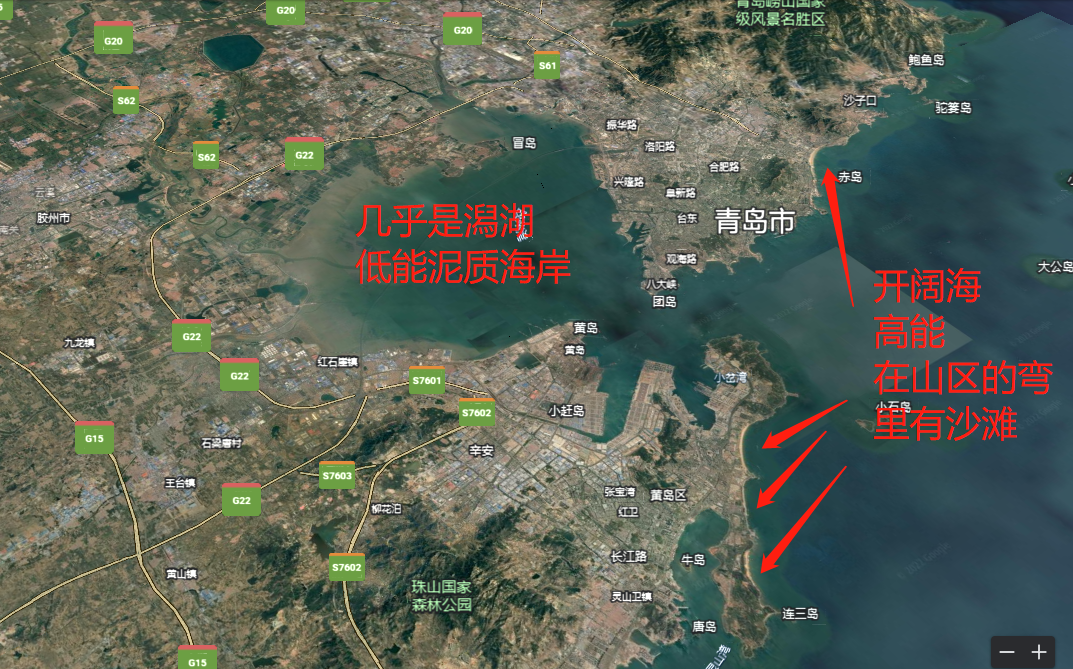 G20
青岛崂山国家
级风景名胜区
G20
G20
S61
鲍鱼岛
S62
沙子口
驼篓岛
振华路
冒岛
洛阳路
S62
G22
合肥路
赤岛
兴隆路
云溪
阜新路
胶州市
台东
青岛市
几乎是潟湖
低能泥质海岸
观海路
大公岛
八大峡
团岛
开阔海
高能
在山区的弯
里有沙滩
黄岛
G22
九龙镇
黄岛
红石崖镇
G22
S7601
小岔湾
小石岛
S7602
小赶岛
G15
石梁曹村
辛安
S7603
王台镇
张宝湾
黄岛区
G22
柳花泊
红卫
长江路
牛岛
S7602
黄山镇
珠山国家
森林公园
灵山卫镇
连三岛
唐岛
G15